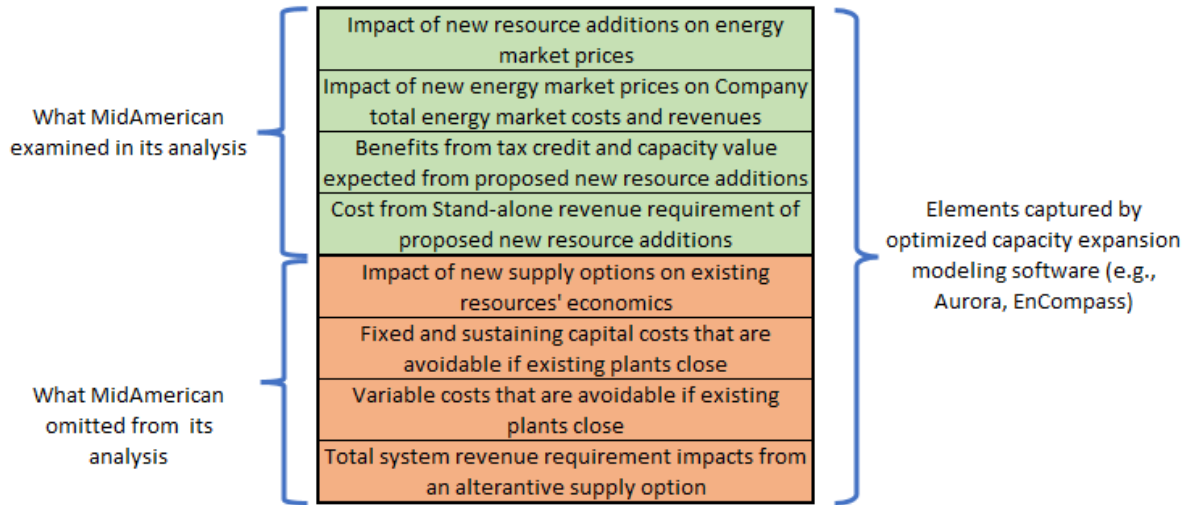 What MidAmerican
examined in its analysis
Impact of new resource additions on energy
market prices
Impact of new energy market prices on Company
total energy market costs and revenues
Benefits from tax credit and capacity value
expected from proposed new resource additions
Cost from Stand-alone revenue requirement of
proposed new resource additions
What MidAmerican
omitted from its
analysis
Impact of new supply options on existing
resources' economics
Fixed and sustaining capital costs that are
avoidable if existing plants close
Variable costs that are avoidable if existing
plants close
Total system revenue requirement impacts from
an alterantive supply option
Elements captured by
optimized capacity expansion
modeling software (e.g.,
Aurora, EnCompass)